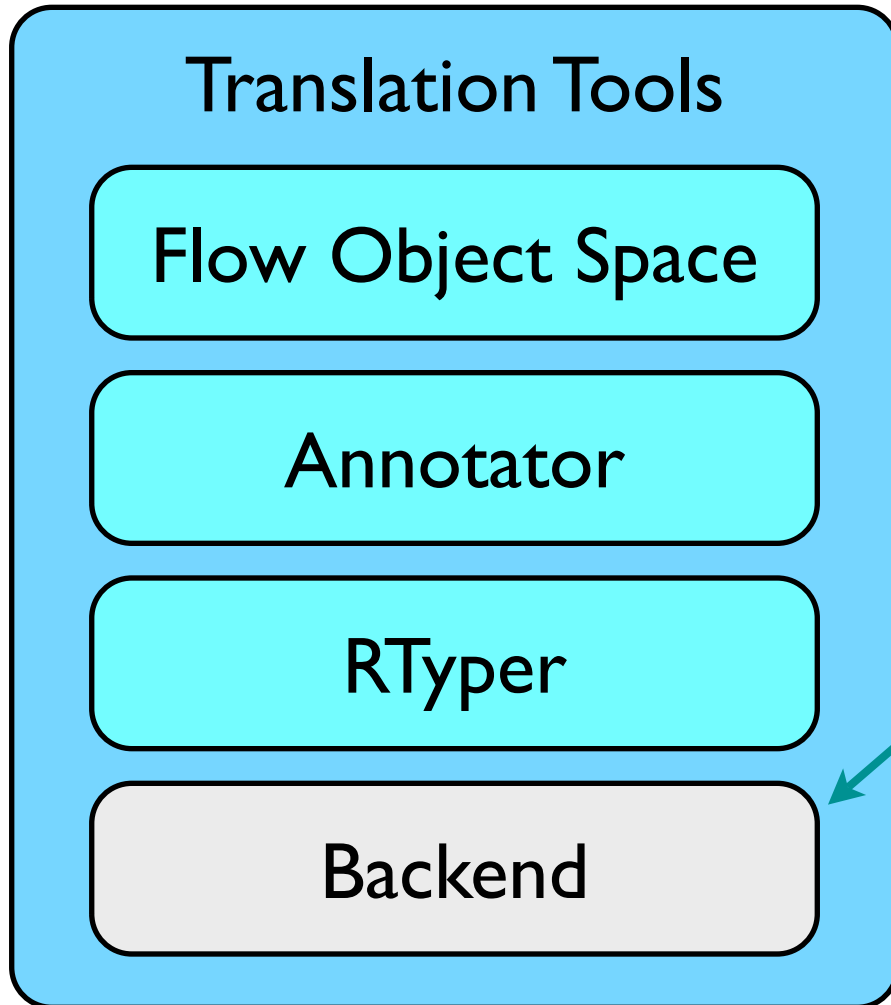 Translation Tools
Flow Object Space
Annotator
RTyper
Backend